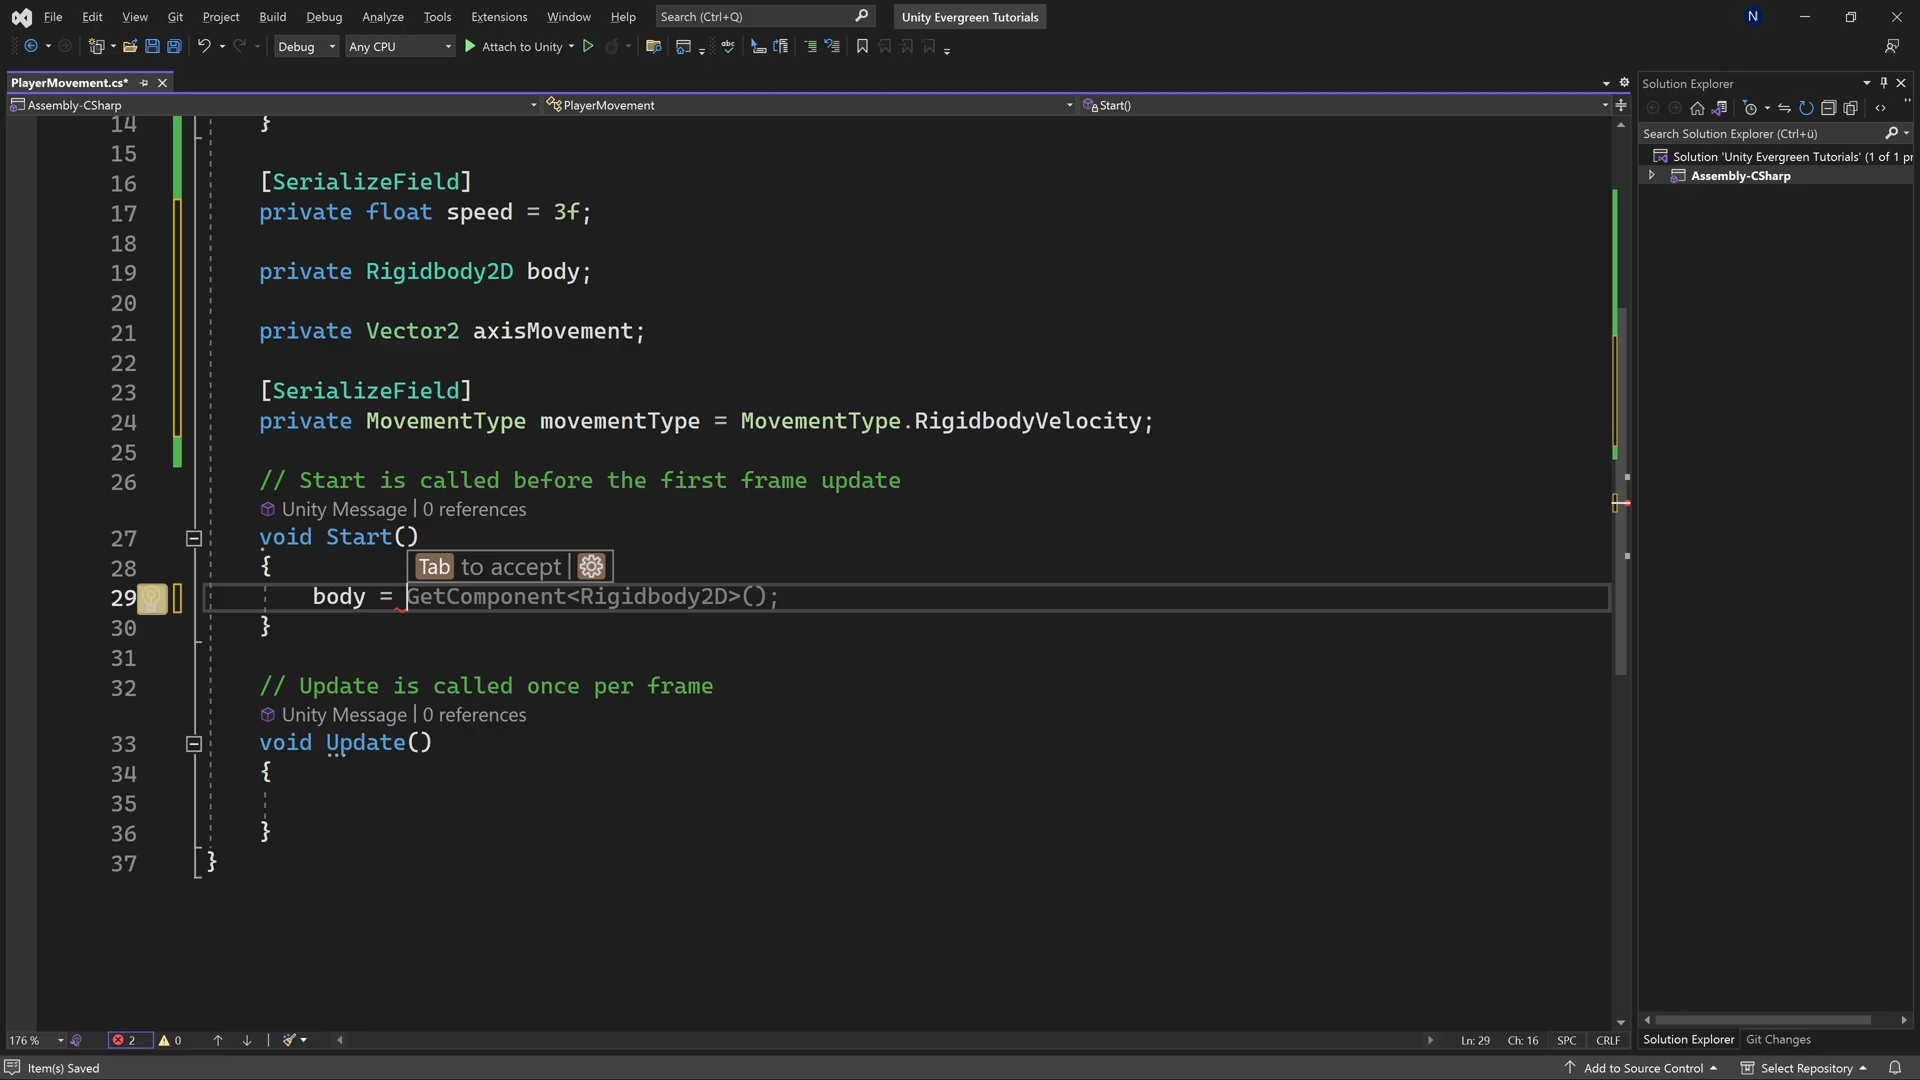 File Edit View Git Project Build Debug Analyze Tools Extensions Window Help Search (Ctrl+Q) Unity Evergreen Tutorials N
Debug Any CPU Attach to Unity
PlayerMovement.cs*
Assembly-CSharp PlayerMovement Start()
14 }
15
16 [SerializeField]
17 private float speed = 3f;
18
19 private Rigidbody2D body;
20
21 private Vector2 axisMovement;
22
23 [SerializeField]
24 private MovementType movementType = MovementType.RigidbodyVelocity;
25
26 // Start is called before the first frame update
Unity Message | 0 references
27 void Start()
28 {
Tab to accept
29 body = GetComponent<Rigidbody2D>();
30 }
31
32 // Update is called once per frame
Unity Message | 0 references
33 void Update()
34 {
35
36 }
37 }
176 % 2 0 Ln: 29 Ch: 16 SPC CRLF
Solution Explorer
Search Solution Explorer (Ctrl+ü)
Solution 'Unity Evergreen Tutorials' (1 of 1 pr
Assembly-CSharp
Solution Explorer Git Changes
Item(s) Saved Add to Source Control Select Repository